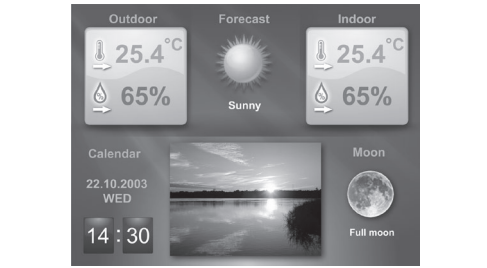 Outdoor
Forecast
Indoor
25.4°C
65%
Sunny
25.4°C
65%
Calendar
22.10.2003
WED
14:30
Moon
Full moon